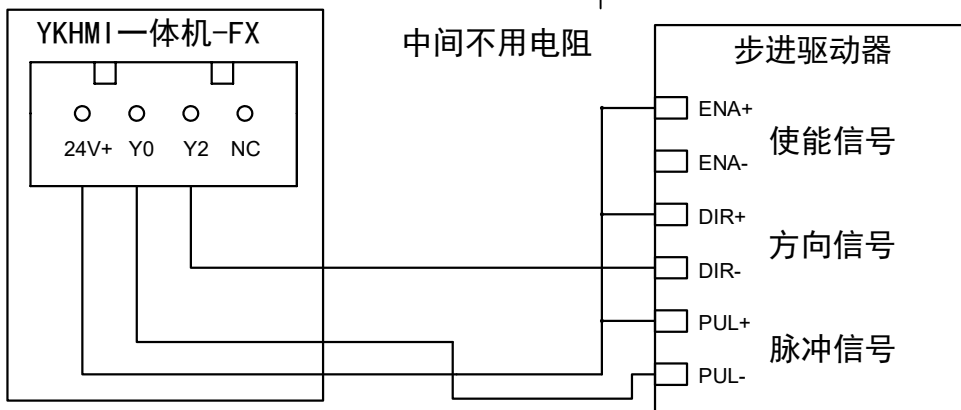 YKHMI一体机-FX
24V+ Y0 Y2 NC
中间不用电阻
步进驱动器
ENA+
使能信号
ENA-
DIR+
方向信号
DIR-
PUL+
脉冲信号
PUL-